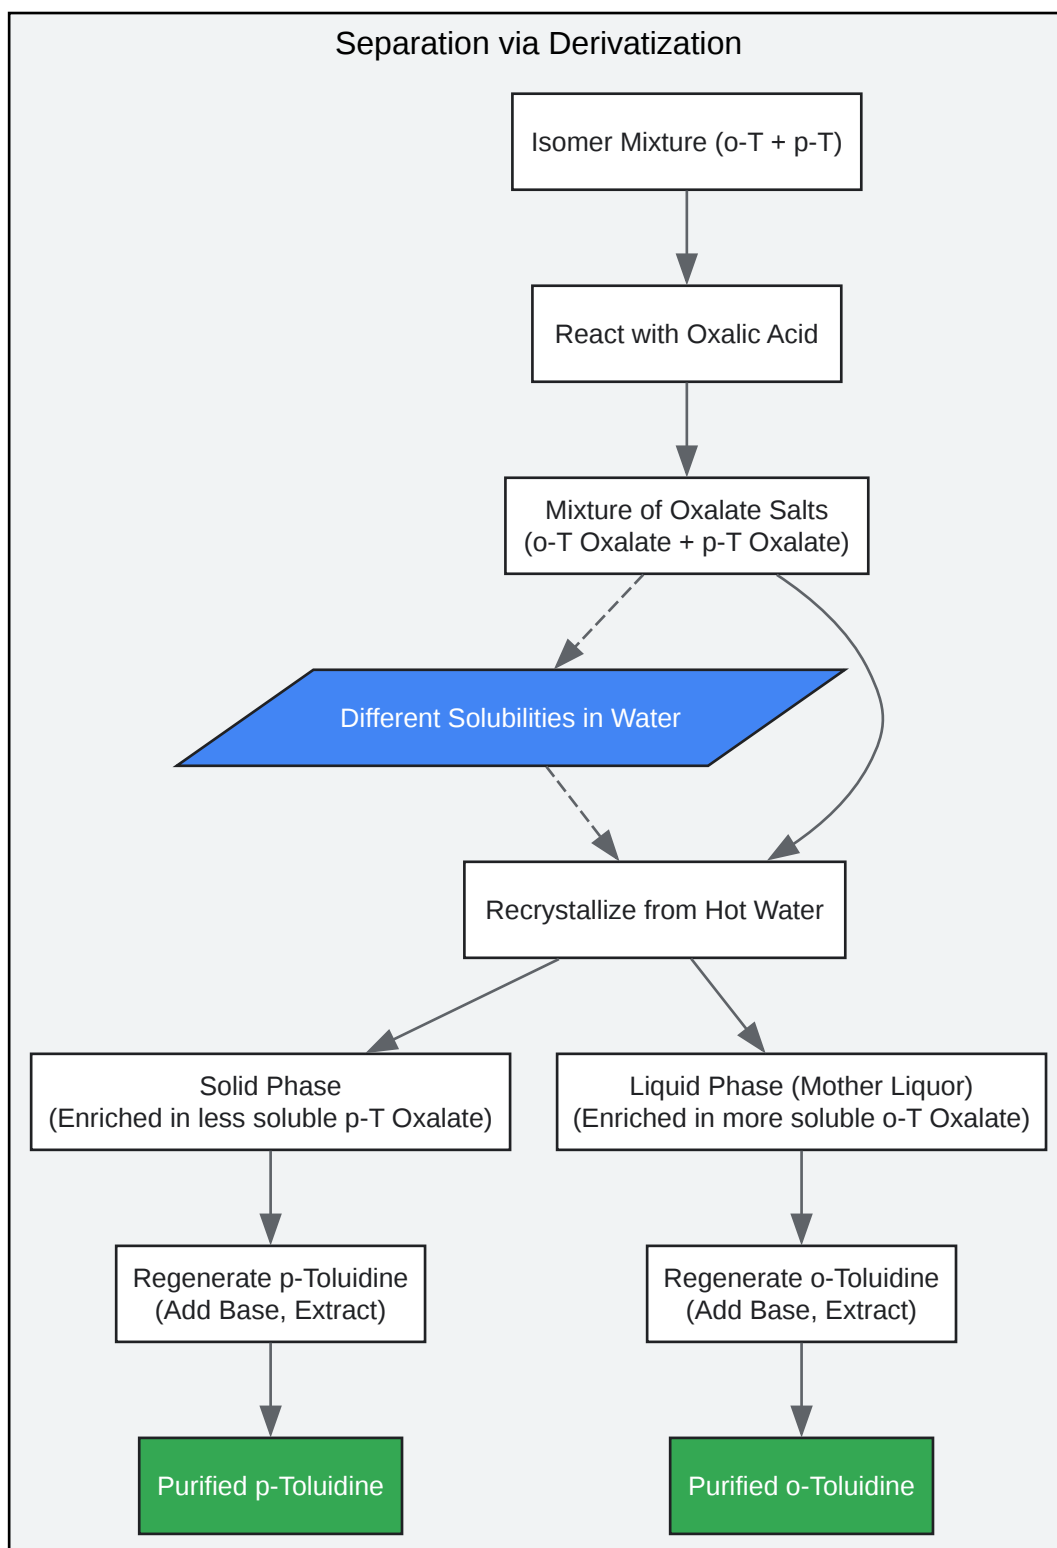 Separation via Derivatization
Isomer Mixture (o-T + p-T)
React with Oxalic Acid
Mixture of Oxalate Salts
(o-T Oxalate + p-T Oxalate)
Different Solubilities in Water
Recrystallize from Hot Water
Solid Phase
(Enriched in less soluble p-T Oxalate)
Liquid Phase (Mother Liquor)
(Enriched in more soluble o-T Oxalate)
Regenerate p-Toluidine
(Add Base, Extract)
Regenerate o-Toluidine
(Add Base, Extract)
Purified p-Toluidine
Purified o-Toluidine